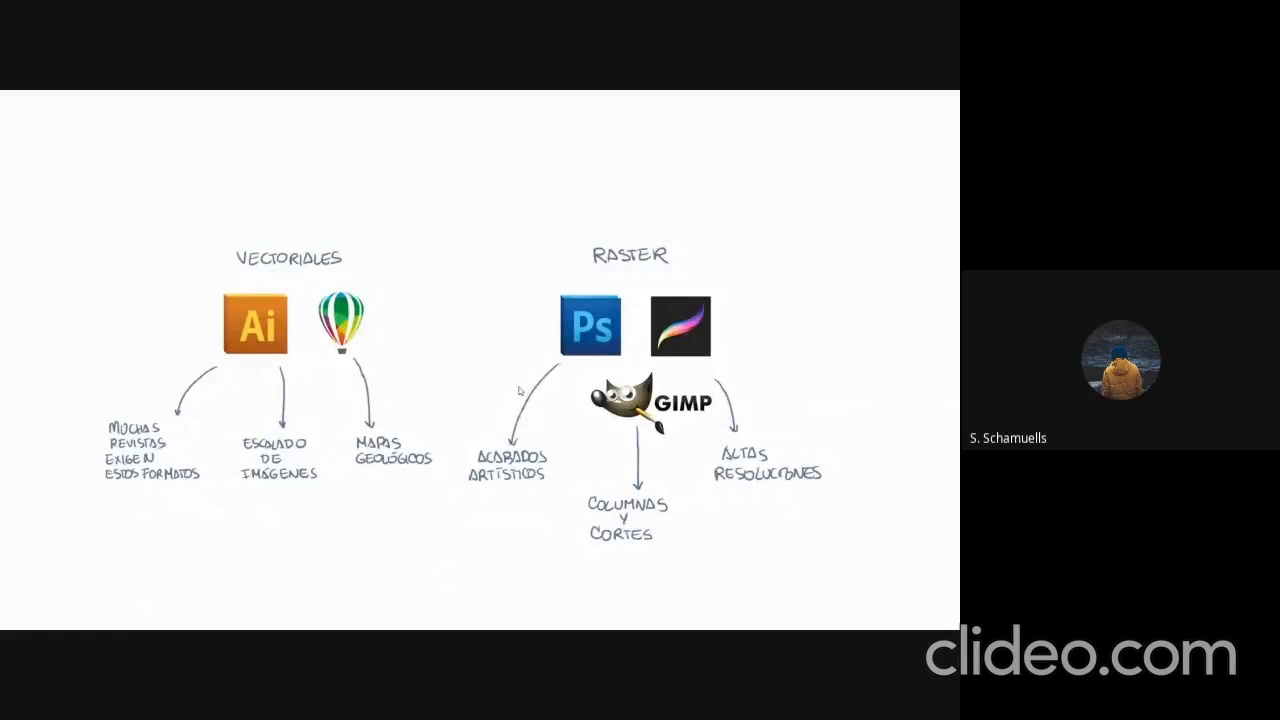 VECTORIALES
RASTER
Ai
Ps
GIMP
MUCHAS
REVISTAS
EXIGEN
ESTOS FORMATOS
ESCALADO
DE
IMÁGENES
MAPAS
GEOLÓGICOS
ACABADOS
ARTÍSTICOS
COLUMNAS
Y
CORTES
ALTAS
RESOLUCIONES
S. Schamuells
clideo.com